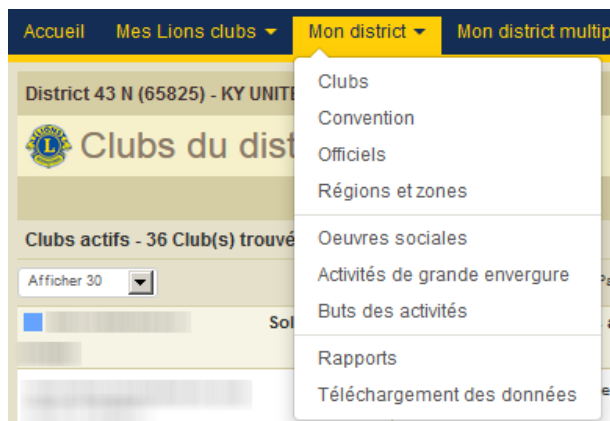 Accueil Mes Lions clubs Mon district Mon district multip
District 43 N (65825) - KY UNITE
Clubs du dist
Clubs actifs - 36 Club(s) trouvé
Afficher 30
Sol
Clubs
Convention
Officiels
Régions et zones
Oeuvres sociales
Activités de grande envergure
Buts des activités
Rapports
Téléchargement des données